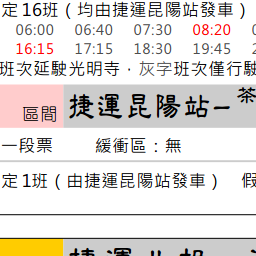 定16班（均由捷運昆陽站發車）
06:00 06:40 07:30 08:20
16:15 17:15 18:30 19:45 2
班次延駛光明寺．灰字班次僅行駛
區間 捷運昆陽站–茶
一段票 緩衝區：無
定1班（由捷運昆陽站發車） 假